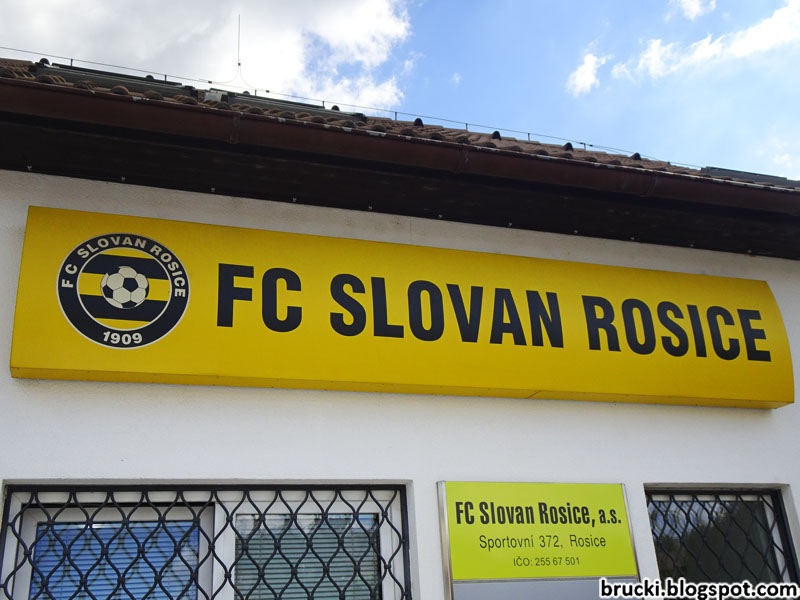 FC SLOVAN ROSICE
1909
FC SLOVAN ROSICE
FC Slovan Rosice, a.s.
Sportovní 372, Rosice
IČO: 255 67 501
brucki.blogspot.com